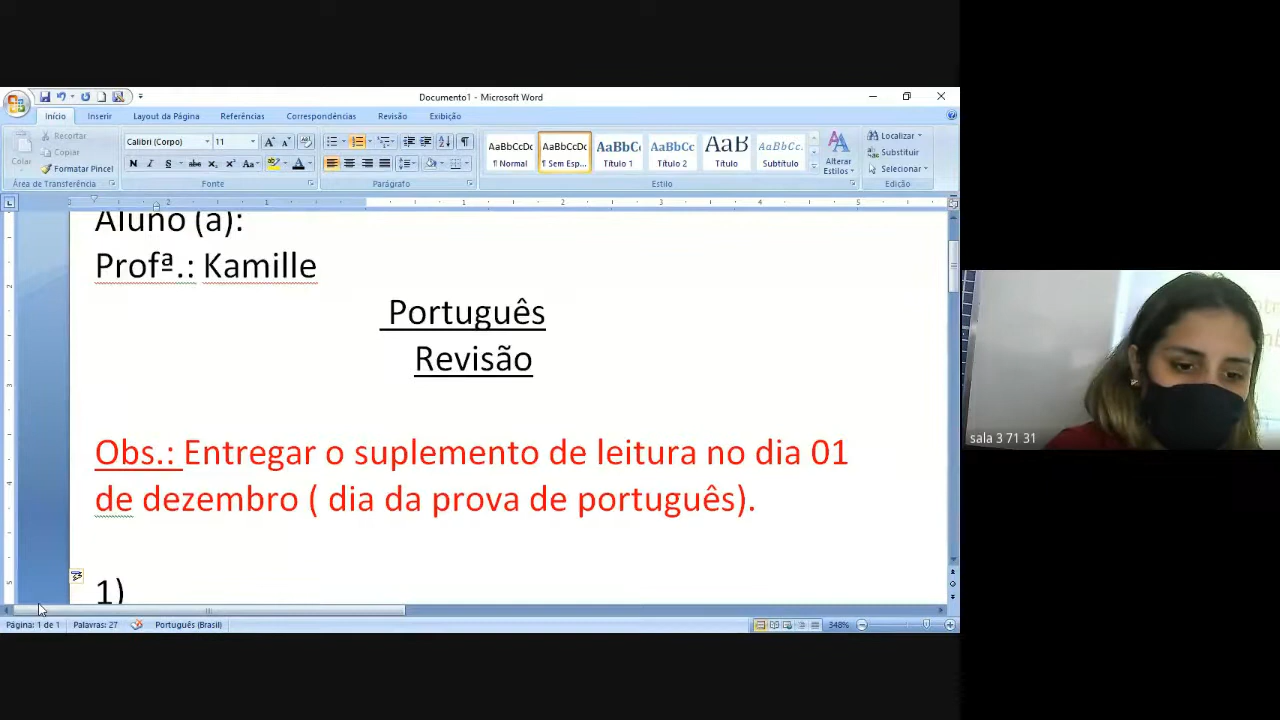 Documento1 - Microsoft Word
Início Inserir Layout da Página Referências Correspondências Revisão Exibição
Colar
Recortar
Copiar
Formatar Pincel
Área de Transferência
Calibri (Corpo) 11
Fonte
Parágrafo
AaBbCcDc AaBbCcDc AaBbC AaBbCc AaB AaBbCc.
¶ Normal ¶ Sem Esp... Título 1 Título 2 Título Subtítulo
Alterar Estilos
Estilo
Localizar
Substituir
Selecionar
Edição
Aluno (a):
Profª.: Kamille
Português
Revisão
Obs.: Entregar o suplemento de leitura no dia 01
de dezembro ( dia da prova de português).
1)
Página: 1 de 1 Palavras: 27 Português (Brasil) 348%
sala 3 71 31